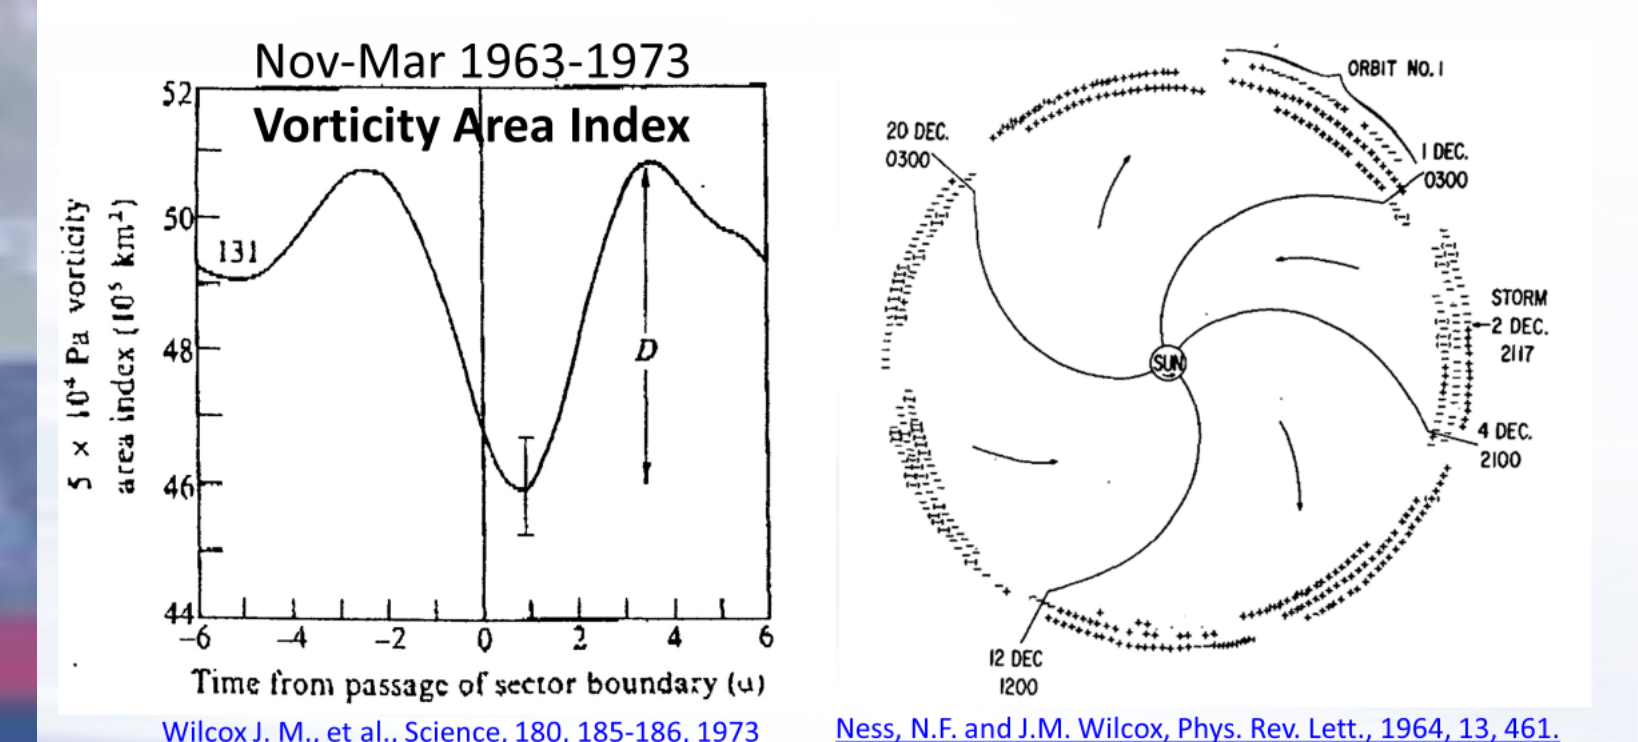 Nov-Mar 1963-1973
Vorticity Area Index
5 × 10⁴ Pa vorticity
area index (10⁵ km²)
52
50
48
46
44
131
D
−6
−4
−2
0
2
4
6
Time from passage of sector boundary (u)
Wilcox J. M., et al., Science, 180, 185-186, 1973
ORBIT NO. 1
20 DEC.
0300
1 DEC.
0300
STORM
2 DEC.
2117
SUN
4 DEC.
2100
12 DEC
1200
Ness, N.F. and J.M. Wilcox, Phys. Rev. Lett., 1964, 13, 461.